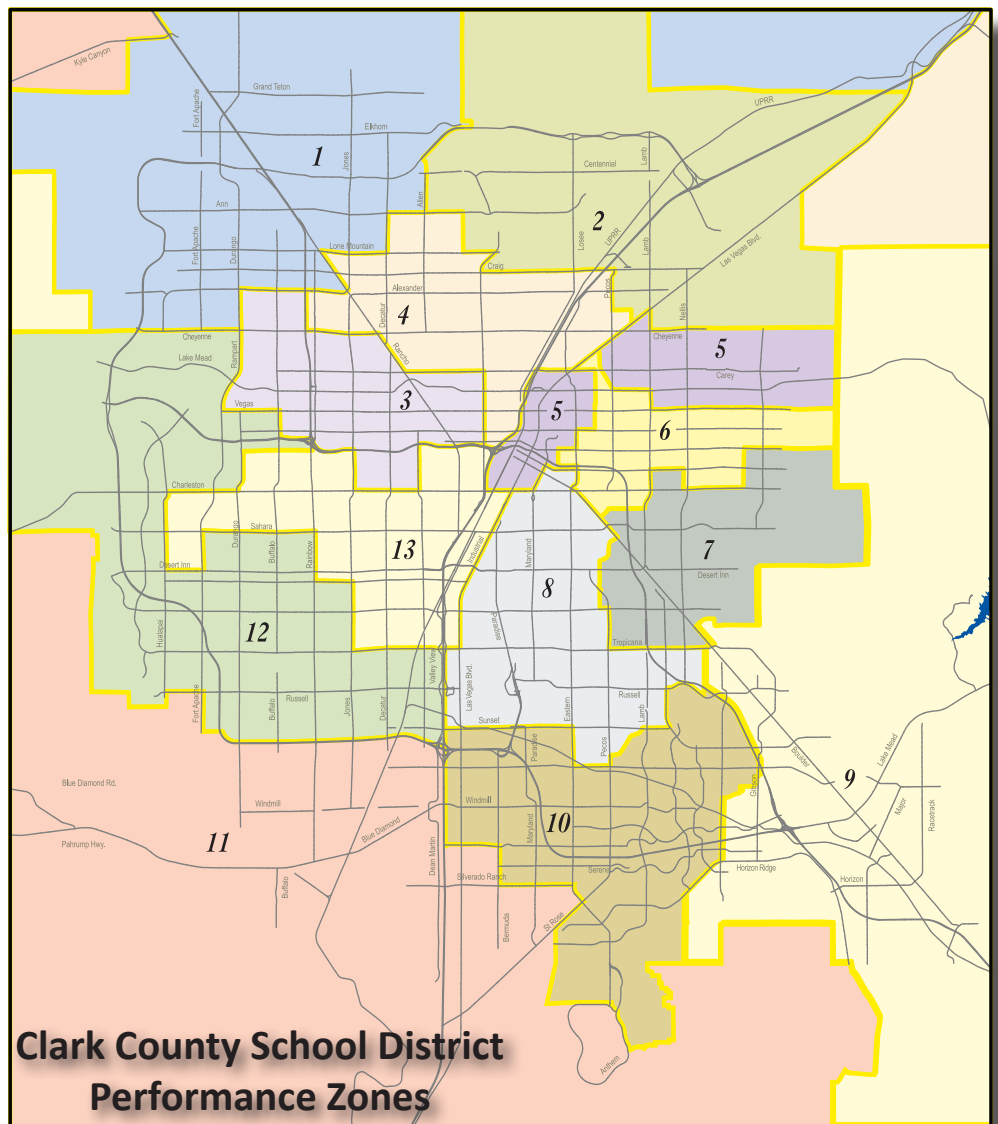 Kyle Canyon
Grand Teton
UPRR
Fort Apache
Elkhorn
1
Jones
Centennial
Lamb
Allen
Ann
2
Losee
UPRR
Lamb
Fort Apache
Durango
Lone Mountain
Las Vegas Blvd.
Craig
Alexander
Pecos
Decatur
4
Nellis
Cheyenne
Cheyenne
5
Lake Mead
Rampart
Rancho
Carey
Vegas
3
5
6
Charleston
Sahara
Durango
Buffalo
Rainbow
13
Industrial
Maryland
7
Desert Inn
Desert Inn
8
Hualapai
12
Paradise
Tropicana
Valley View
Las Vegas Blvd.
Fort Apache
Buffalo
Russell
Jones
Decatur
Eastern
Russell
Lamb
Sunset
Paradise
Pecos
Boulder
Lake Mead
Gibson
9
Blue Diamond Rd.
Windmill
Windmill
Major
Racetrack
11
Blue Diamond
Maryland
10
Pahrump Hwy.
Dean Martin
Horizon Ridge
Serene
Silverado Ranch
Horizon
Buffalo
Bermuda
St Rose
Anthem
Clark County School District
Performance Zones